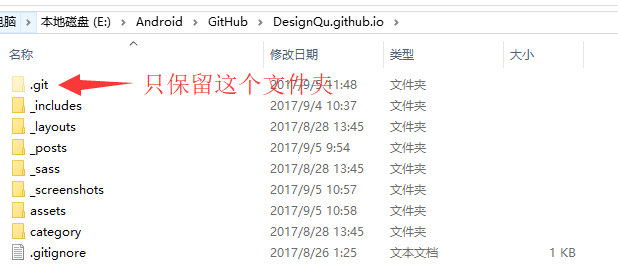 电脑 > 本地磁盘 (E:) > Android > GitHub > DesignQu.github.io >
名称 修改日期 类型 大小
.git 2017/9/5 11:48 文件夹
只保留这个文件夹
_includes 2017/9/4 10:37 文件夹
_layouts 2017/8/28 13:45 文件夹
_posts 2017/9/5 9:54 文件夹
_sass 2017/8/28 13:45 文件夹
_screenshots 2017/9/5 10:57 文件夹
assets 2017/9/5 10:58 文件夹
category 2017/8/28 13:45 文件夹
.gitignore 2017/8/26 1:25 文本文档 1 KB